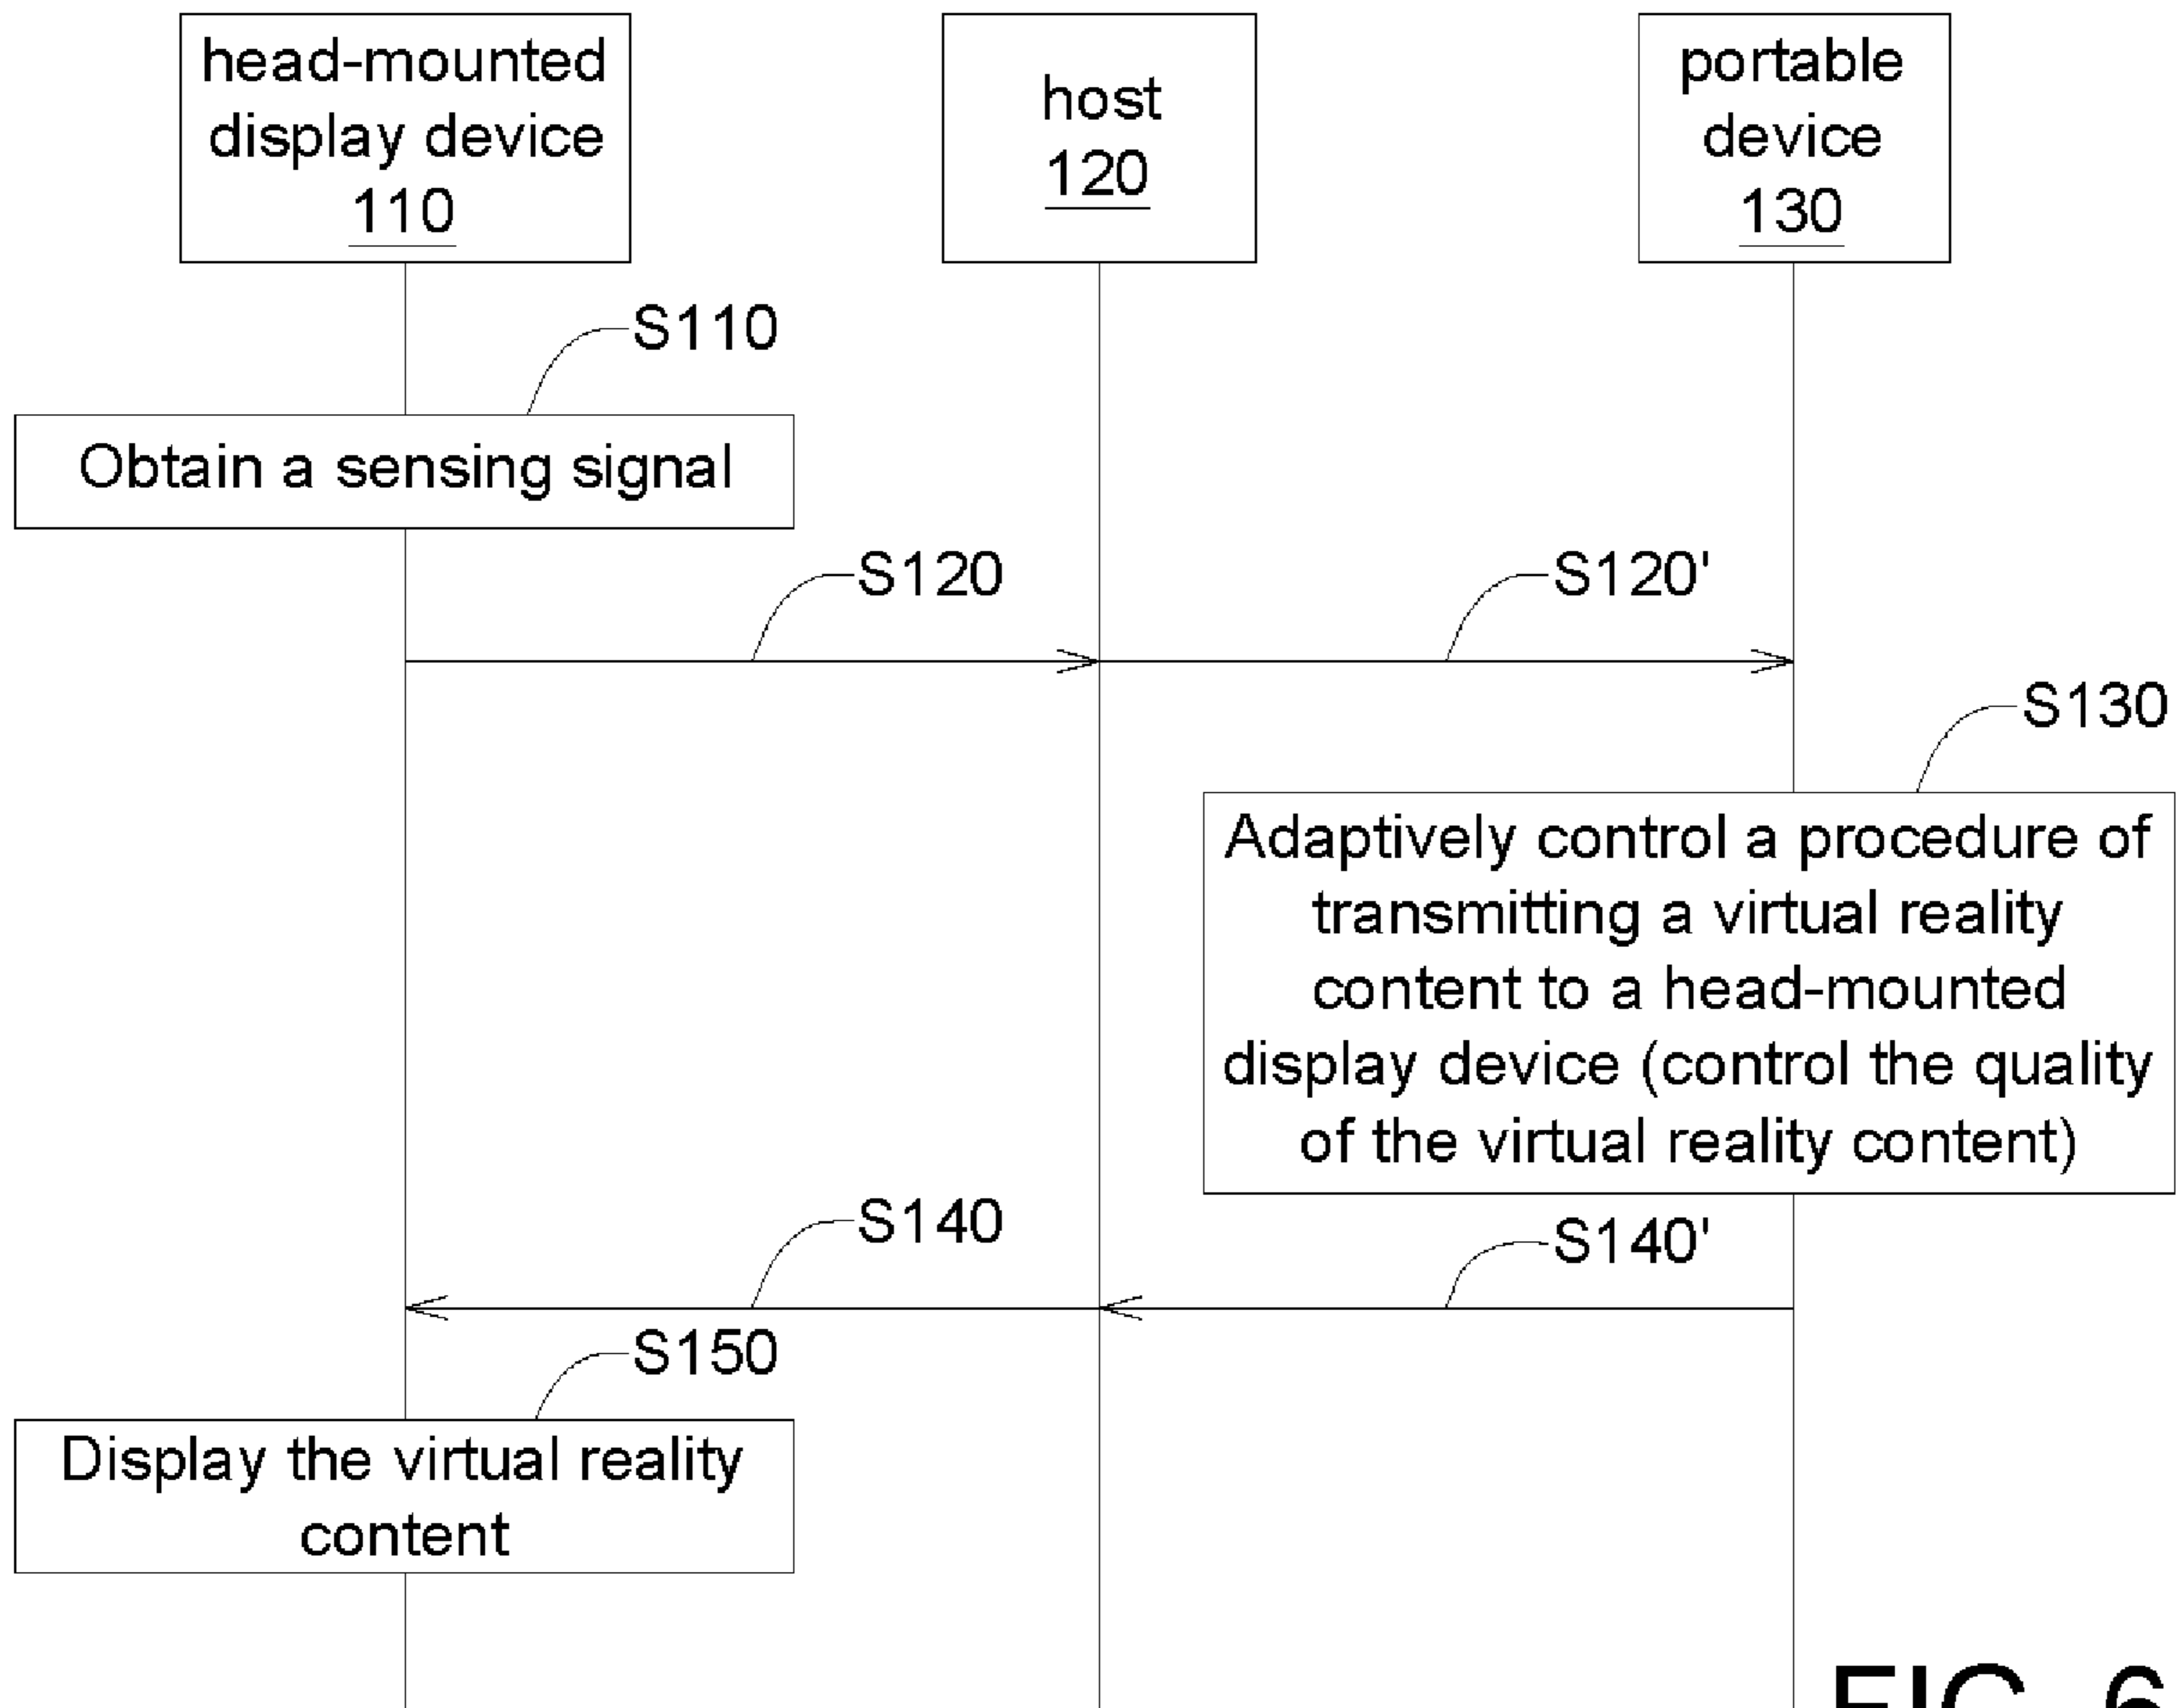 head-mounted
display device
110
host
120
portable
device
130
S110
Obtain a sensing signal
S120
S120'
S130
Adaptively control a procedure of
transmitting a virtual reality
content to a head-mounted
display device (control the quality
of the virtual reality content)
S140
S140'
S150
Display the virtual reality
content
FIG. 6